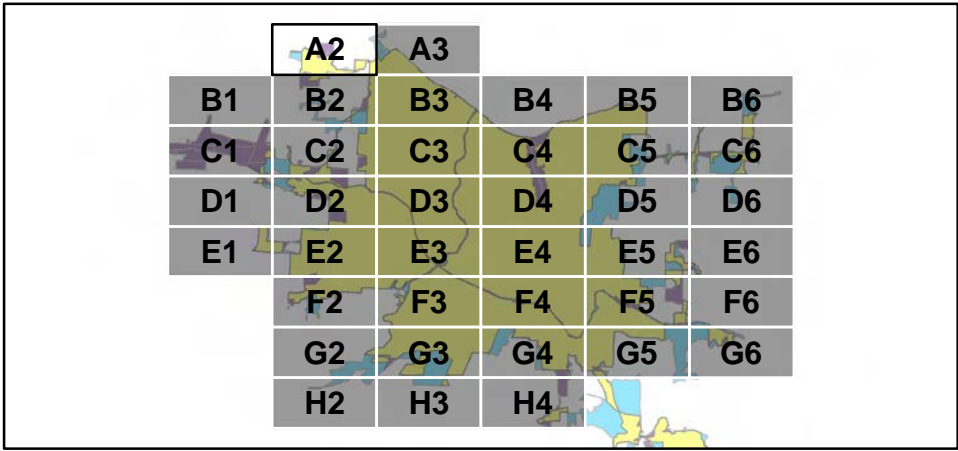 A2 A3
B1 B2 B3 B4 B5 B6
C1 C2 C3 C4 C5 C6
D1 D2 D3 D4 D5 D6
E1 E2 E3 E4 E5 E6
F2 F3 F4 F5 F6
G2 G3 G4 G5 G6
H2 H3 H4